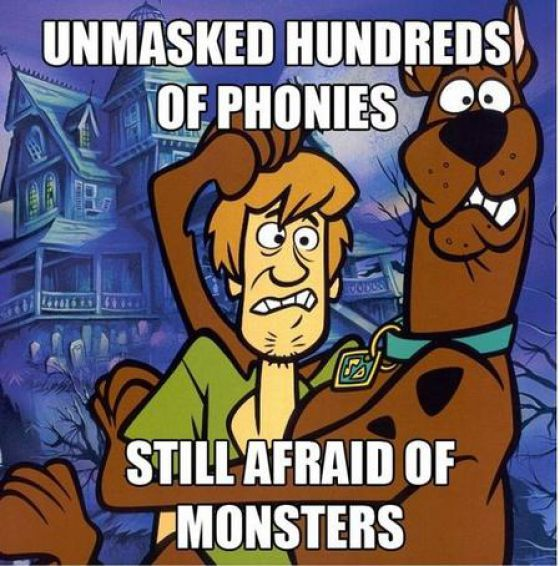 UNMASKED HUNDREDS
OF PHONIES
STILL AFRAID OF
MONSTERS